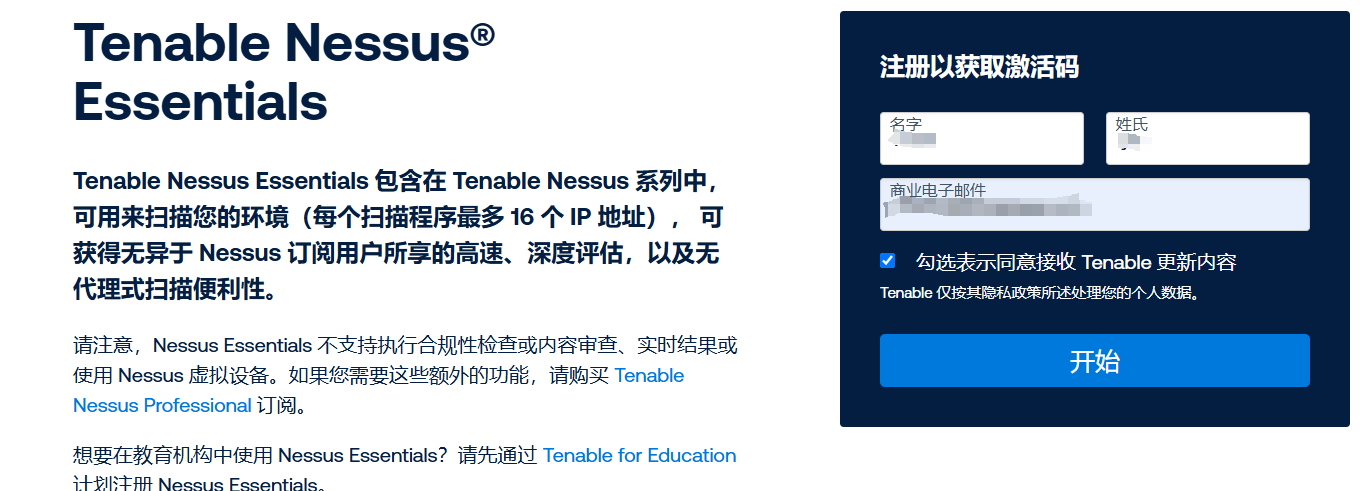 Tenable Nessus®
Essentials
Tenable Nessus Essentials 包含在 Tenable Nessus 系列中，
可用来扫描您的环境（每个扫描程序最多 16 个 IP 地址）， 可
获得无异于 Nessus 订阅用户所享的高速、深度评估，以及无
代理式扫描便利性。
请注意，Nessus Essentials 不支持执行合规性检查或内容审查、实时结果或
使用 Nessus 虚拟设备。如果您需要这些额外的功能，请购买 Tenable
Nessus Professional 订阅。
想要在教育机构中使用 Nessus Essentials？请先通过 Tenable for Education
计划注册 Nessus Essentials。
注册以获取激活码
名字
姓氏
商业电子邮件
勾选表示同意接收 Tenable 更新内容
Tenable 仅按其隐私政策所述处理您的个人数据。
开始